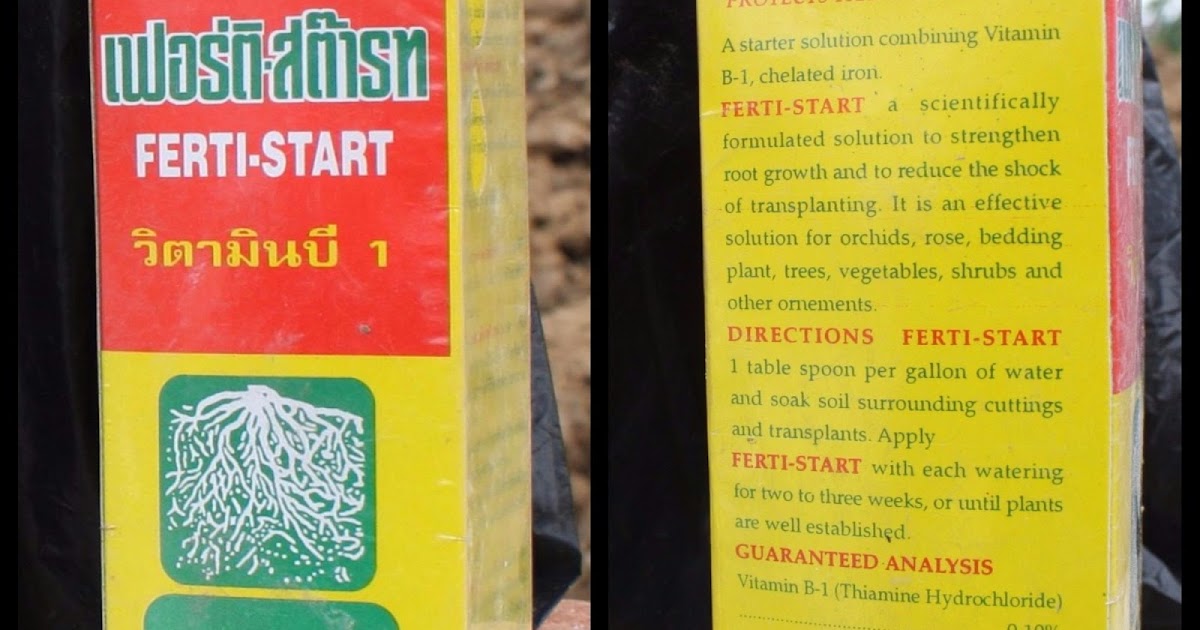 เฟอร์ติ-สต๊ารท
FERTI-START
วิตามินบี 1
A starter solution combining Vitamin
B-1, chelated iron.
FERTI-START a scientifically
formulated solution to strengthen
root growth and to reduce the shock
of transplanting. It is an effective
solution for orchids, rose, bedding
plant, trees, vegetables, shrubs and
other ornements.
DIRECTIONS FERTI-START
1 table spoon per gallon of water
and soak soil surrounding cuttings
and transplants. Apply
FERTI-START with each watering
for two to three weeks, or until plants
are well established.
GUARANTEED ANALYSIS
Vitamin B-1 (Thiamine Hydrochloride)